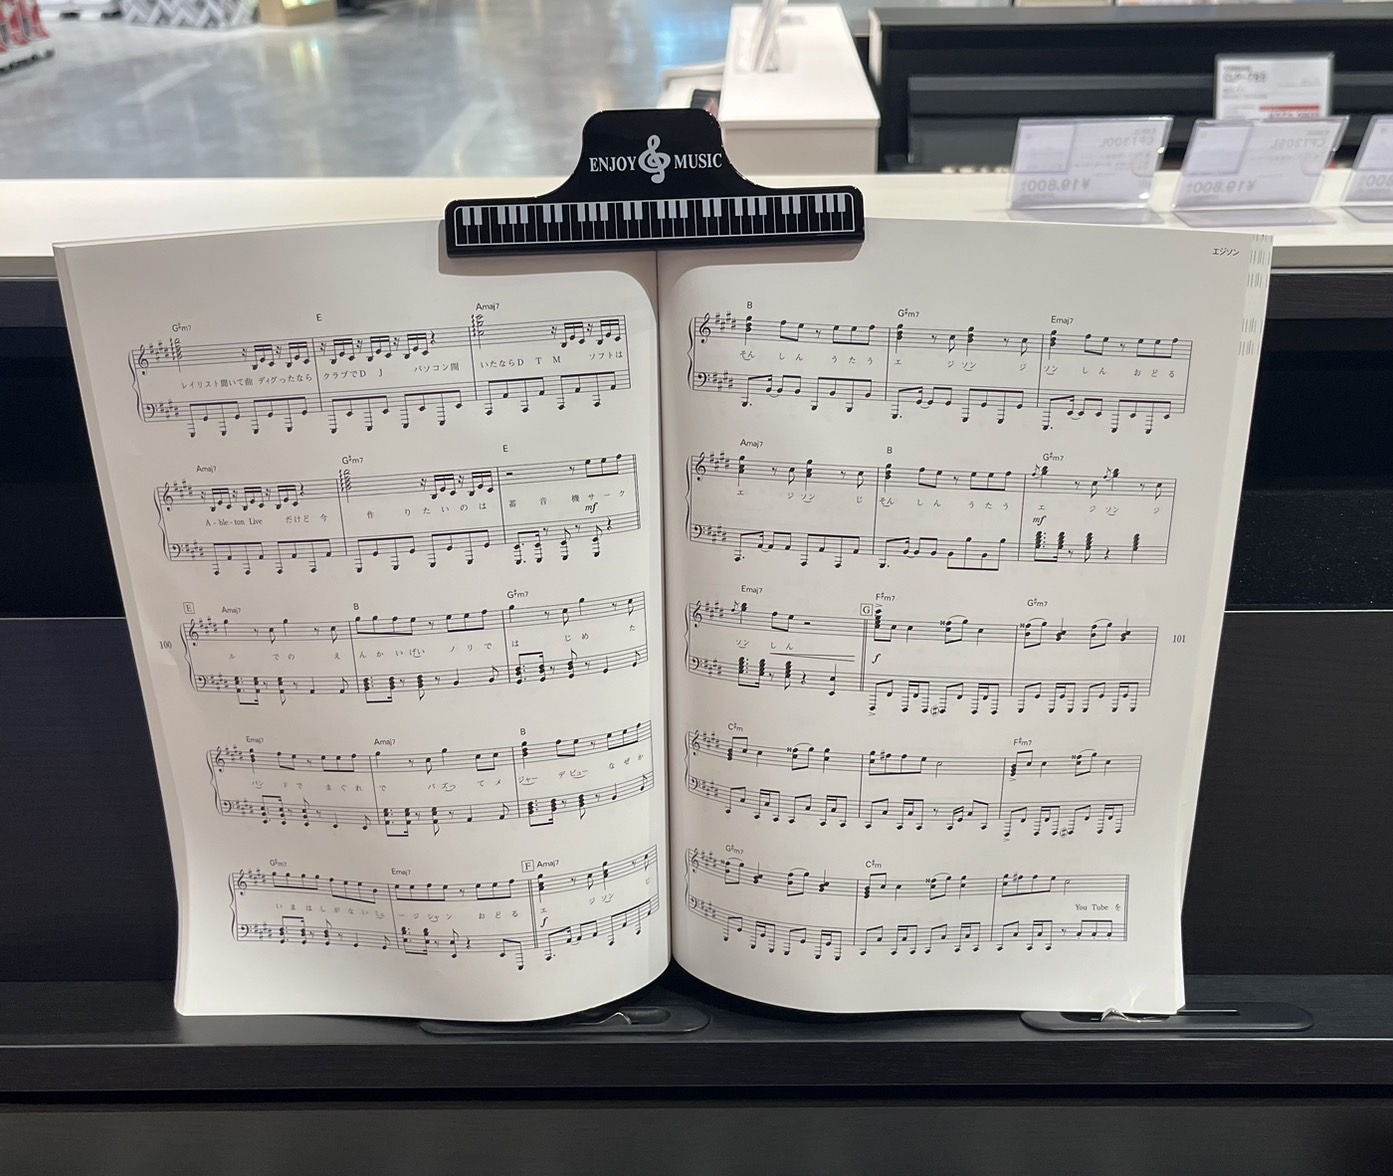 ENJOY MUSIC
エジソン
G#m7 E Amaj7
レイリスト聞いて曲 ディグったなら クラブでD J パソコン開 いたならD T M ソフトは
Amaj7 G#m7 E
A-ble-ton Live だけど 今 作 りたいのは 蓄 音 機 サ ー ク
mf
E Amaj7 B G#m7
ル で の え ん か い げい ノ リ で は じ め た
100
Emaj7 Amaj7 B
バン ド で ま ぐ れ で バ ズっ て メ ジャー デ ビュー な ぜ か
G#m7 Emaj7 F Amaj7
ー ジ シャン お ど る エ ジ ソン じ
f
B G#m7 Emaj7
そん し ん う た う エ ジ ソン ジ ソン し ん お ど る
Amaj7 B G#m7
エ ジ ソン じ そん し ん う た う エ ジ ソン ジ
mf
Emaj7 G F#m7 G#m7
ソン し ん
f
101
C#m F#m7
G#m7 C#m
You Tube を
CLP-785
¥19,800
¥19,800